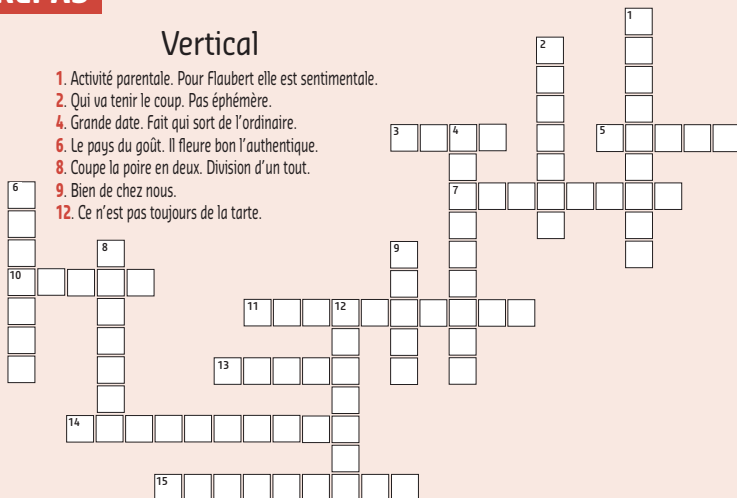 Vertical
1. Activité parentale. Pour Flaubert elle est sentimentale.
2. Qui va tenir le coup. Pas éphémère.
4. Grande date. Fait qui sort de l'ordinaire.
6. Le pays du goût. Il fleure bon l'authentique.
8. Coupe la poire en deux. Division d'un tout.
9. Bien de chez nous.
12. Ce n'est pas toujours de la tarte.
1
2
3
4
5
6
7
8
9
10
11
12
13
14
15